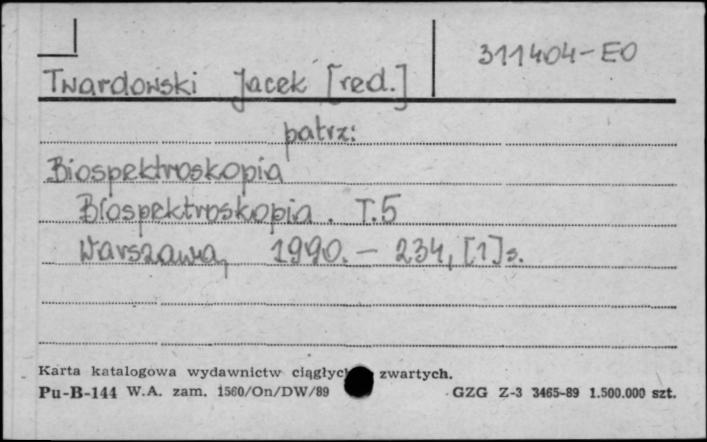 311404-EO
Twardowski Jacek [red.]
patrz:
Biospektroskopia
Biospektroskopia. T.5
Warszawa, 1990. – 234, [1] s.
Karta katalogowa wydawnictw ciągłych zwartych.
Pu-B-144 W.A. zam. 1560/On/DW/89 GZG Z-3 3465-89 1.500.000 szt.